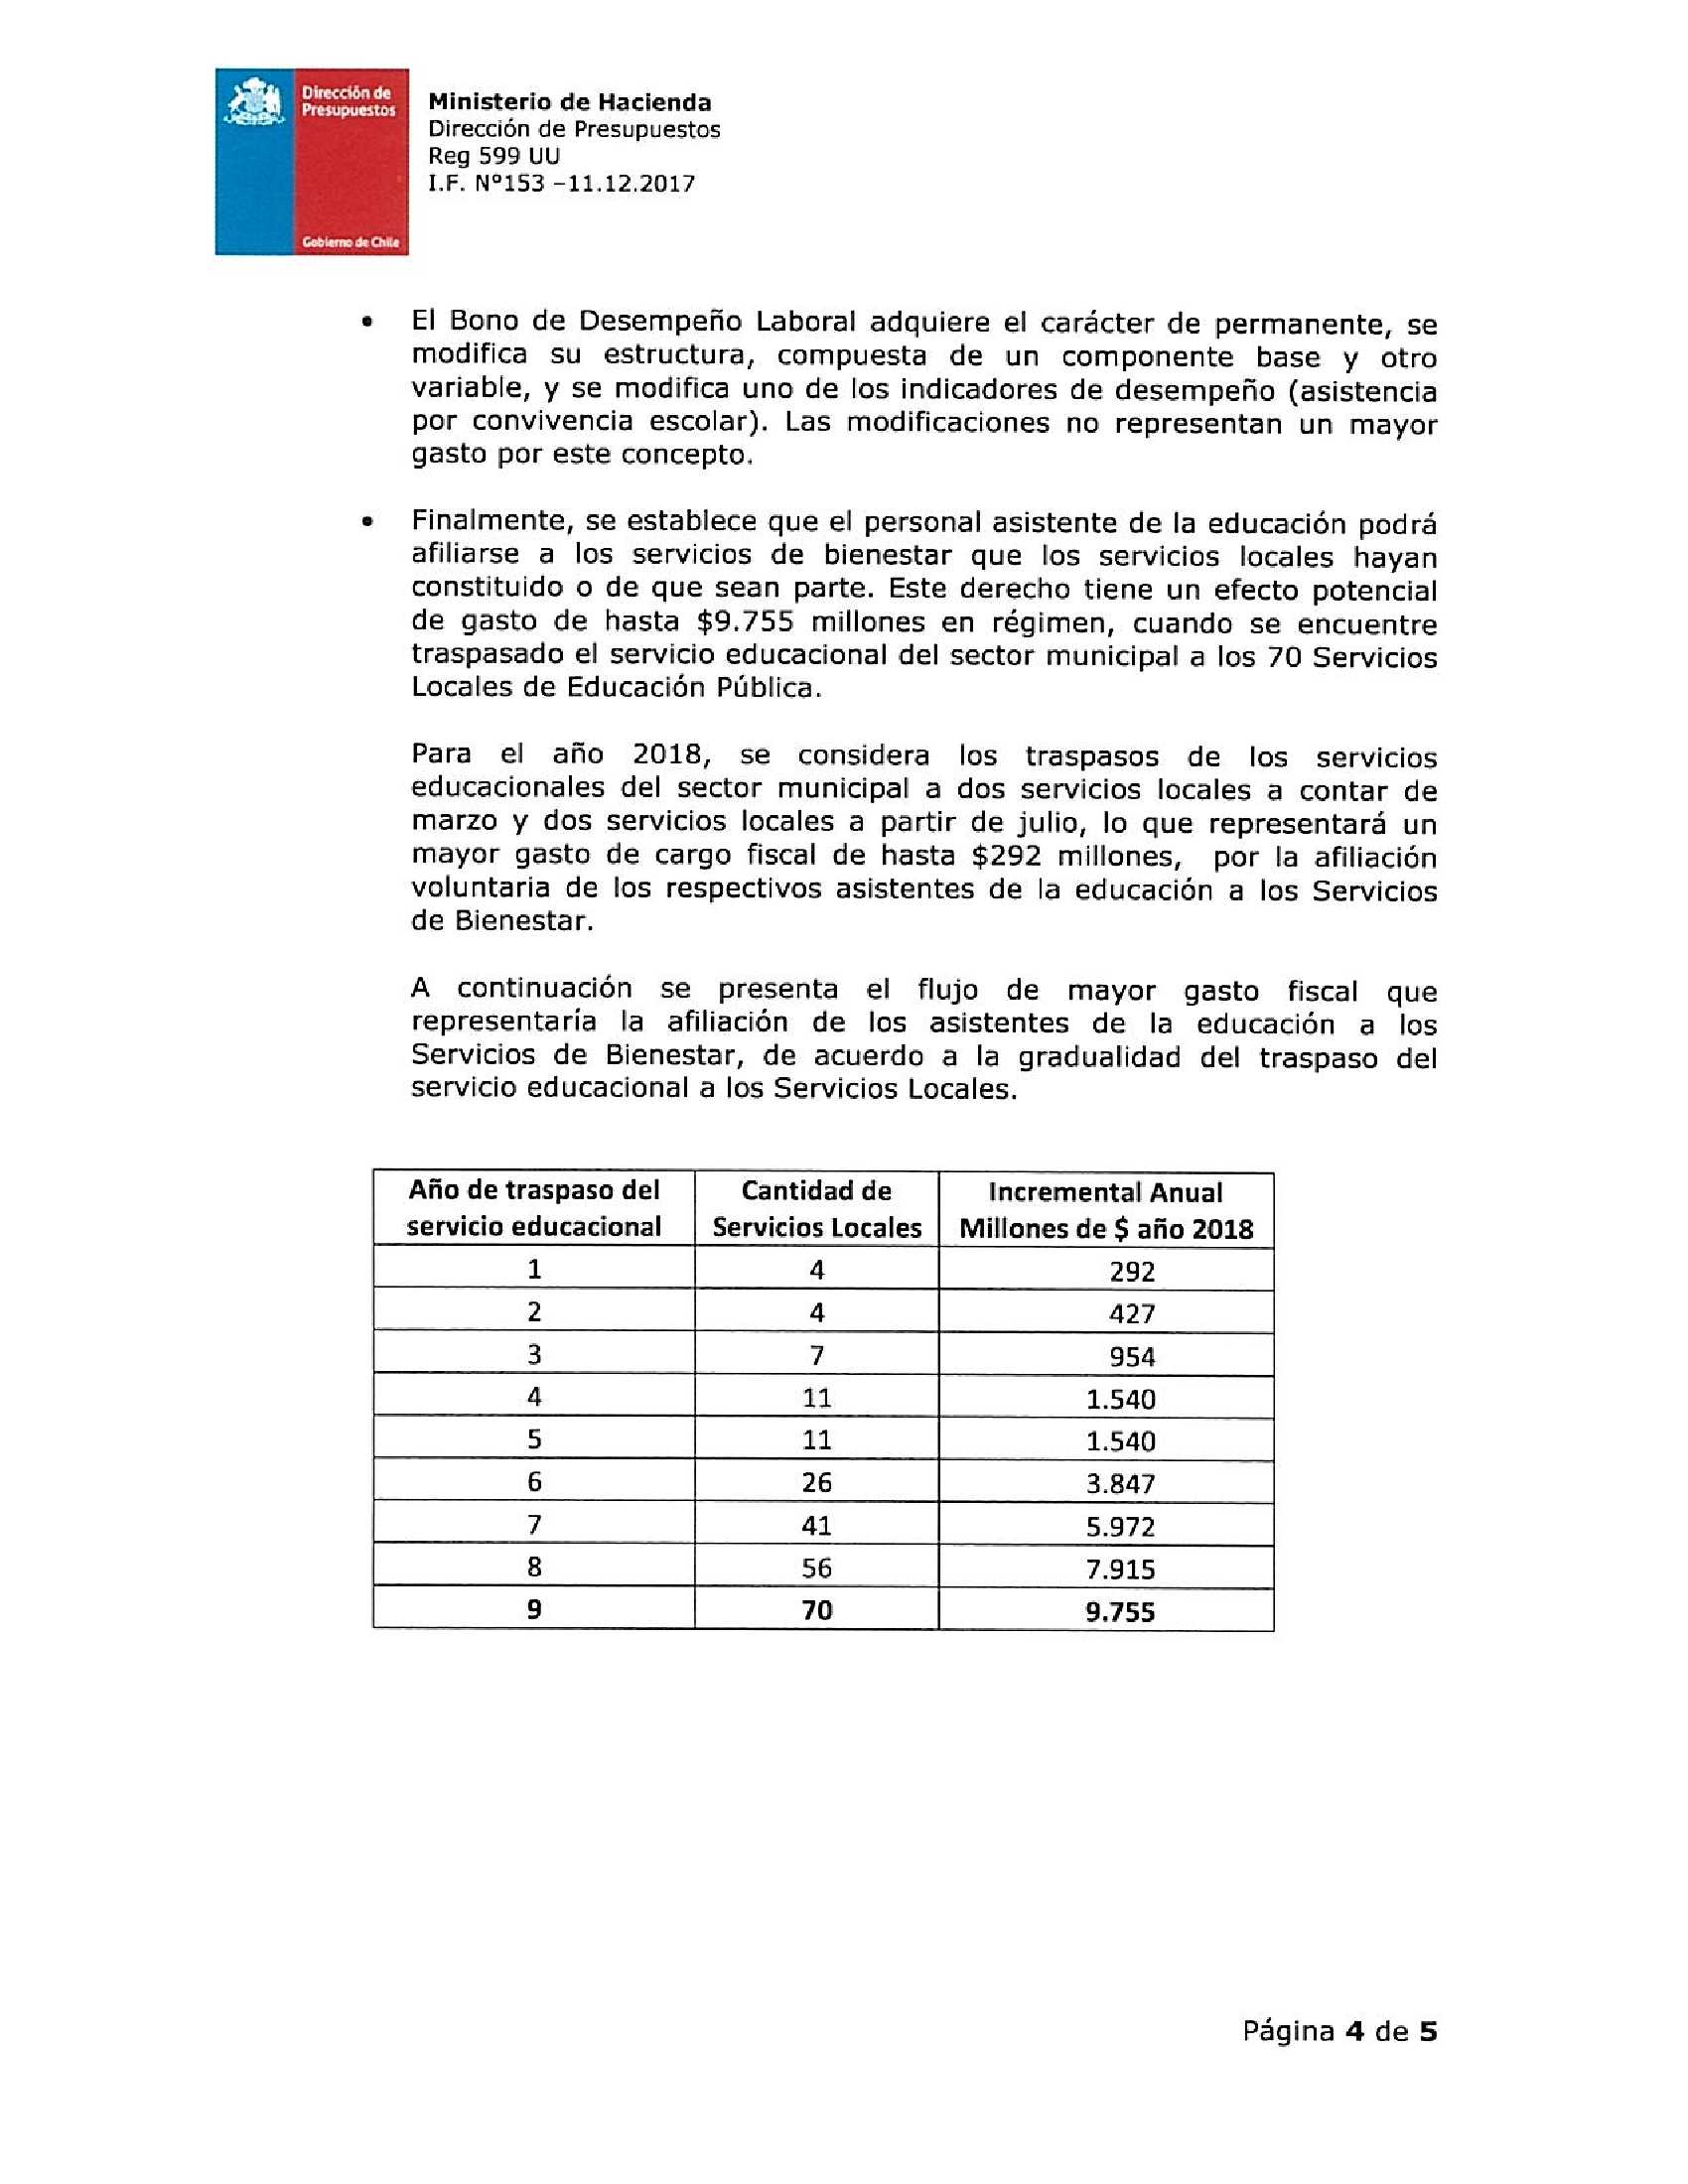 Dirección de
Presupuestos
Gobierno de Chile
Ministerio de Hacienda
Dirección de Presupuestos
Reg 599 UU
I.F. N°153 –11.12.2017
• El Bono de Desempeño Laboral adquiere el carácter de permanente, se
modifica su estructura, compuesta de un componente base y otro
variable, y se modifica uno de los indicadores de desempeño (asistencia
por convivencia escolar). Las modificaciones no representan un mayor
gasto por este concepto.
• Finalmente, se establece que el personal asistente de la educación podrá
afiliarse a los servicios de bienestar que los servicios locales hayan
constituido o de que sean parte. Este derecho tiene un efecto potencial
de gasto de hasta $9.755 millones en régimen, cuando se encuentre
traspasado el servicio educacional del sector municipal a los 70 Servicios
Locales de Educación Pública.
Para el año 2018, se considera los traspasos de los servicios
educacionales del sector municipal a dos servicios locales a contar de
marzo y dos servicios locales a partir de julio, lo que representará un
mayor gasto de cargo fiscal de hasta $292 millones, por la afiliación
voluntaria de los respectivos asistentes de la educación a los Servicios
de Bienestar.
A continuación se presenta el flujo de mayor gasto fiscal que
representaría la afiliación de los asistentes de la educación a los
Servicios de Bienestar, de acuerdo a la gradualidad del traspaso del
servicio educacional a los Servicios Locales.
Año de traspaso del servicio educacional | Cantidad de Servicios Locales | Incremental Anual Millones de $ año 2018
1 4 292
2 4 427
3 7 954
4 11 1.540
5 11 1.540
6 26 3.847
7 41 5.972
8 56 7.915
9 70 9.755
Página 4 de 5